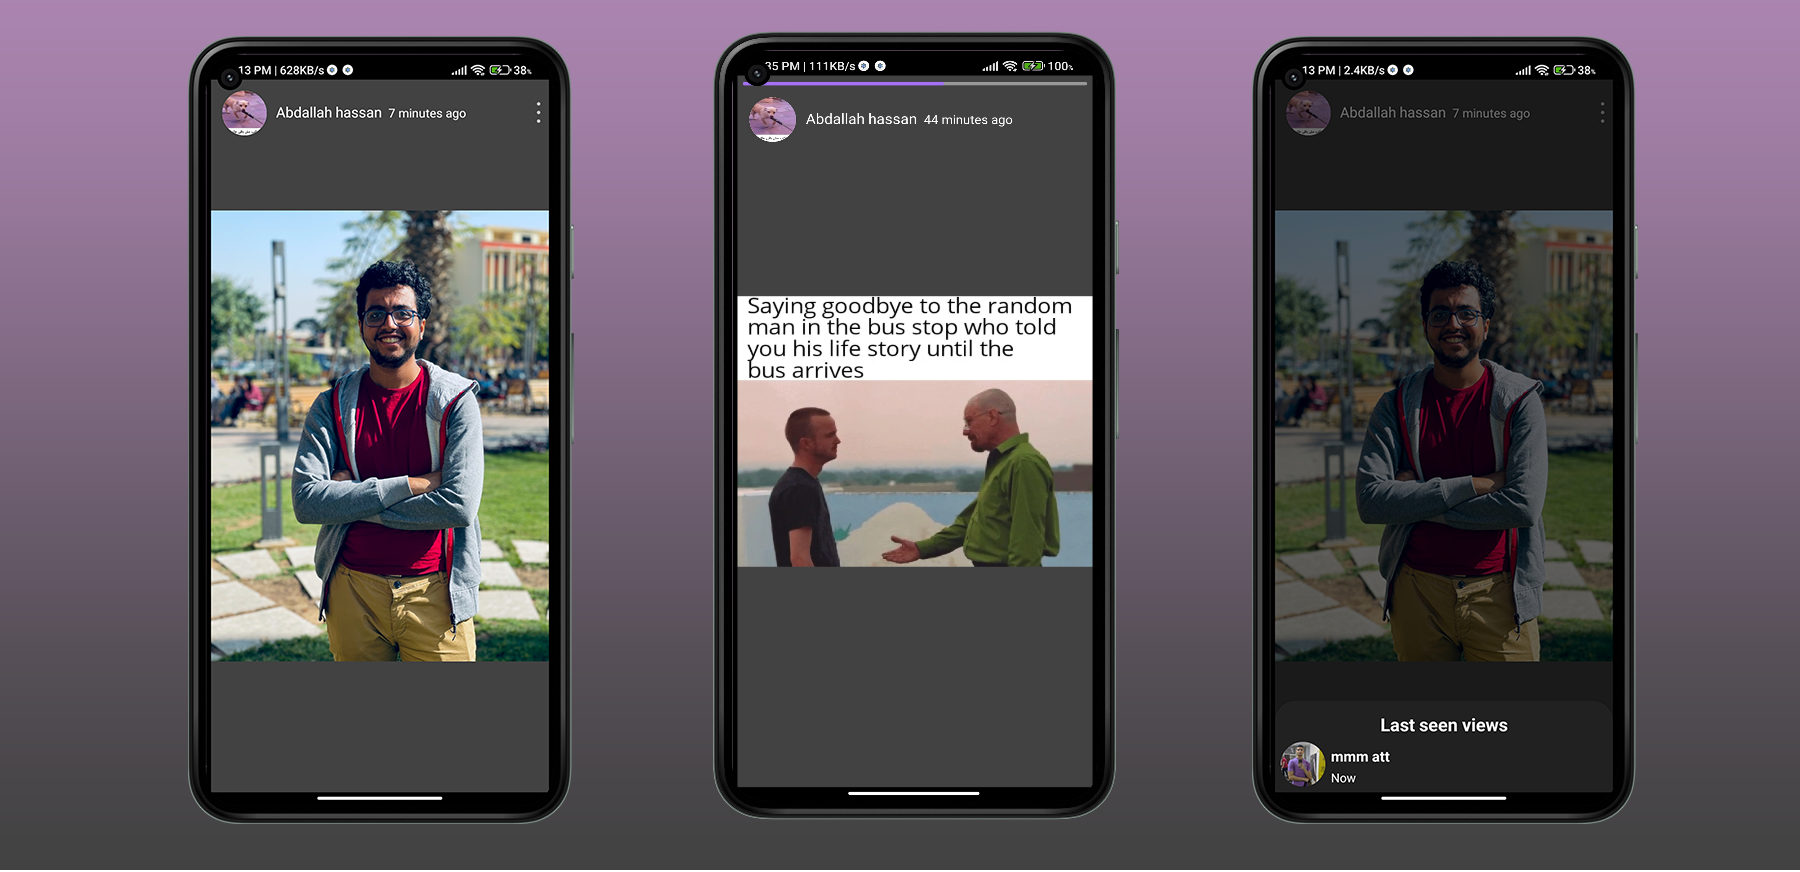 13 PM | 628KB/s
38%
Abdallah hassan 7 minutes ago
35 PM | 111KB/s
100%
Abdallah hassan 44 minutes ago
Saying goodbye to the random
man in the bus stop who told
you his life story until the
bus arrives
13 PM | 2.4KB/s
38%
Abdallah hassan 7 minutes ago
Last seen views
mmm att
Now